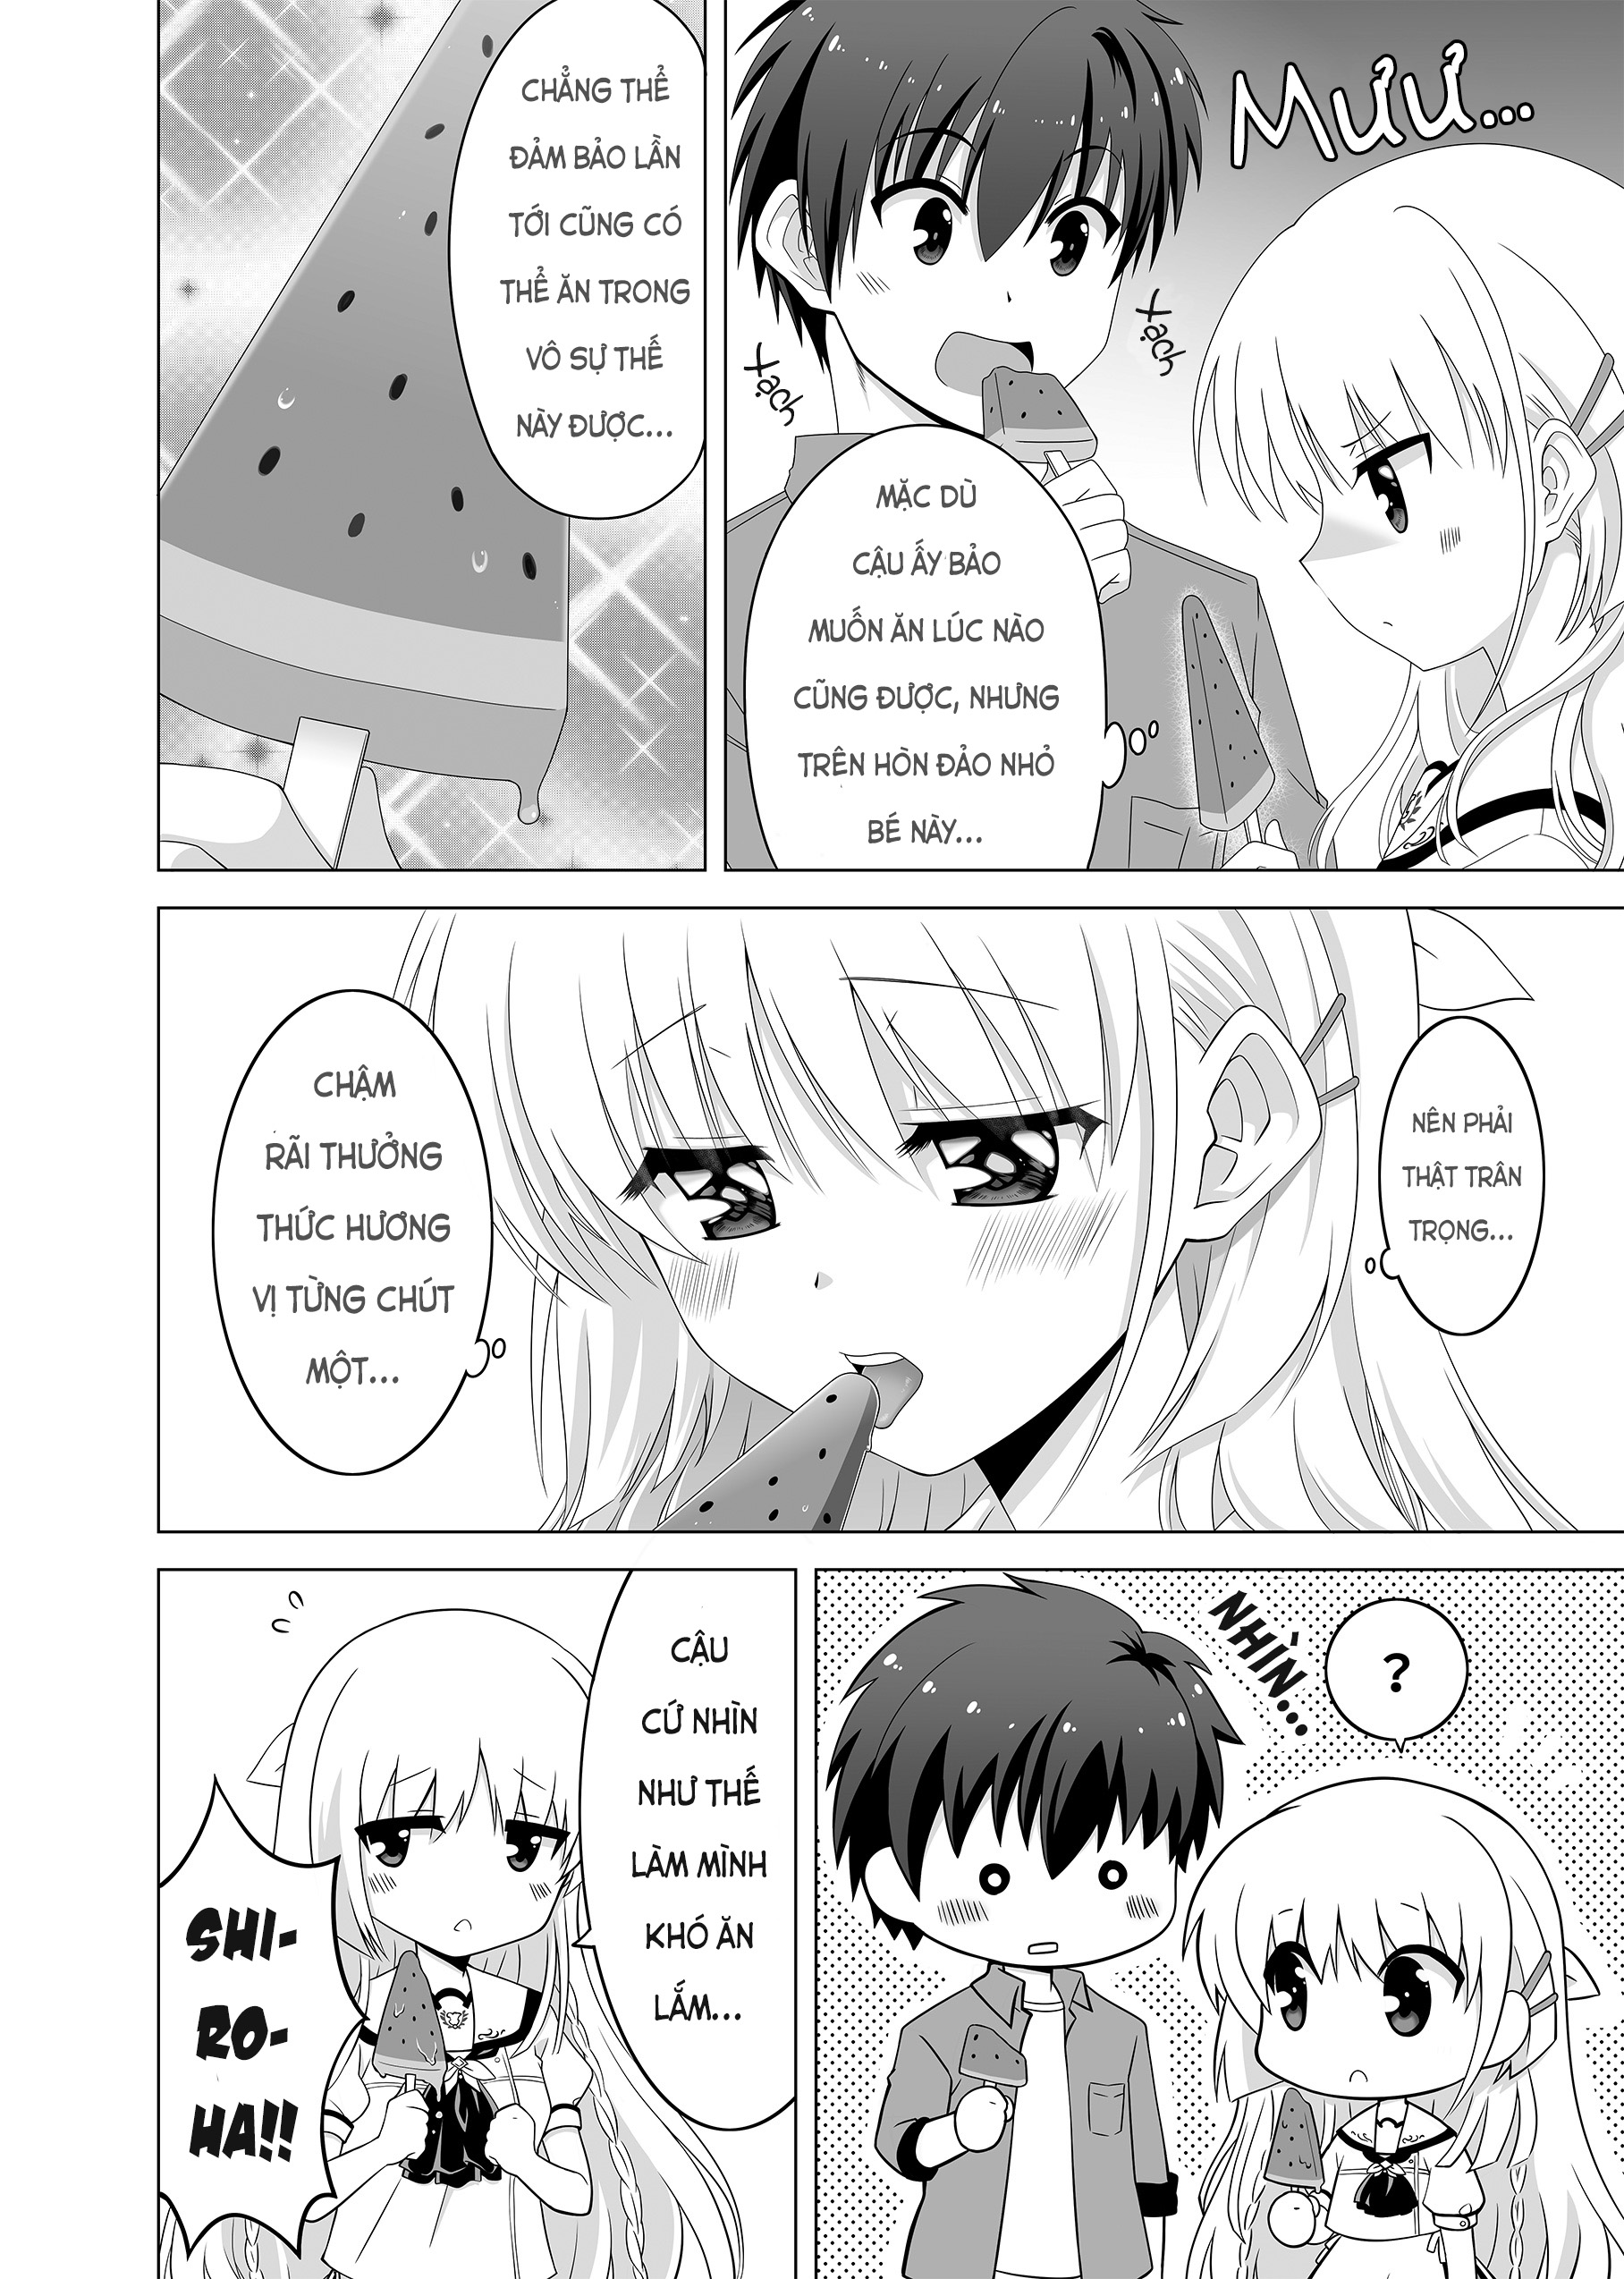 Mưư...
xạch
xạch
MẶC DÙ
CẬU ẤY BẢO
MUỐN ĂN LÚC NÀO
CŨNG ĐƯỢC, NHƯNG
TRÊN HÒN ĐẢO NHỎ
BÉ NÀY...
CHẲNG THỂ
ĐẢM BẢO LẦN
TỚI CŨNG CÓ
THỂ ĂN TRONG
VÔ SỰ THẾ
NÀY ĐƯỢC...
NÊN PHẢI
THẬT TRÂN
TRỌNG...
CHẬM
RÃI THƯỞNG
THỨC HƯƠNG
VỊ TỪNG CHÚT
MỘT...
NHÌN...
?
CẬU
CỨ NHÌN
NHƯ THẾ
LÀM MÌNH
KHÓ ĂN
LẮM...
SHI-
RO-
HA!!